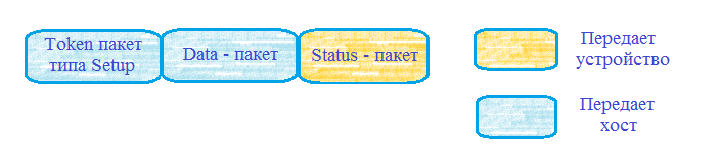 Token пакет
типа Setup
Data - пакет
Status - пакет
Передает
устройство
Передает
хост